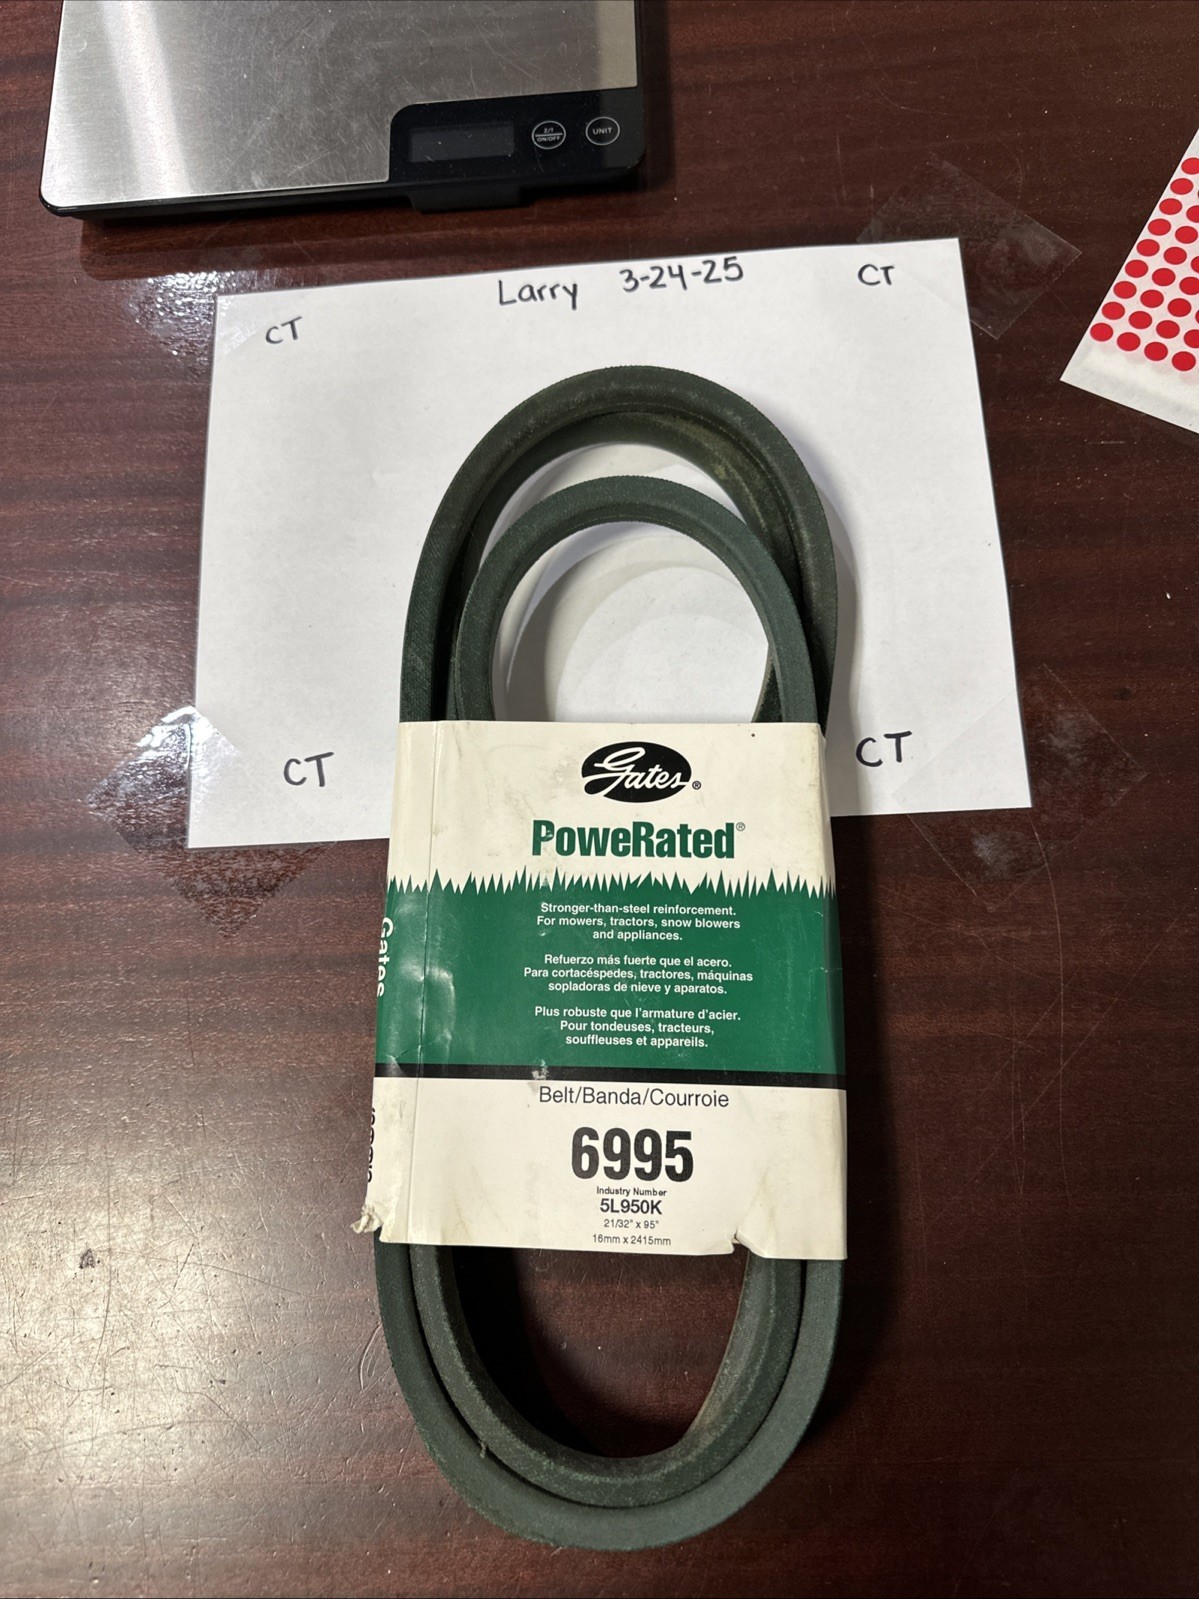 Z/T
ON/OFF
UNIT
Larry 3-24-25 CT
CT
CT
CT
Gates®
PoweRated®
Stronger-than-steel reinforcement.
For mowers, tractors, snow blowers
and appliances.
Refuerzo más fuerte que el acero.
Para cortacéspedes, tractores, máquinas
sopladoras de nieve y aparatos.
Plus robuste que l'armature d'acier.
Pour tondeuses, tracteurs,
souffleuses et appareils.
Gates
Belt/Banda/Courroie
6995
Industry Number
5L950K
21/32" x 95"
16mm x 2415mm